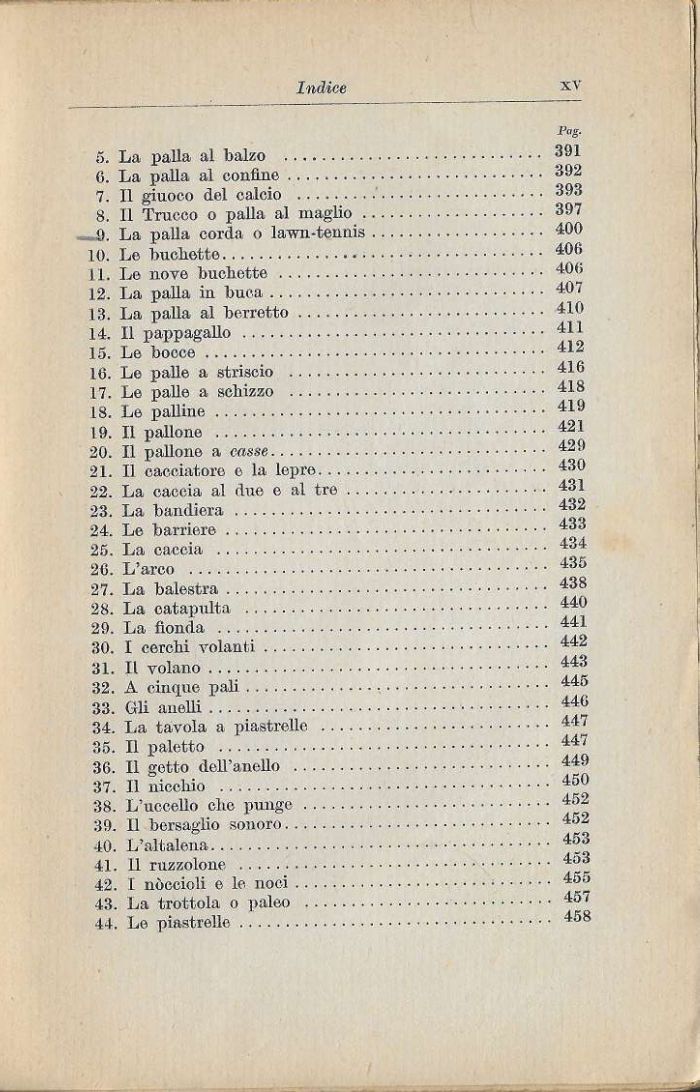 Indice XV
Pag.
5. La palla al balzo ............................ 391
6. La palla al confine ............................ 392
7. Il giuoco del calcio ........................... 393
8. Il Trucco o palla al maglio .................... 397
9. La palla corda o lawn-tennis ................... 400
10. Le buchette................................... 406
11. Le nove buchette ............................. 406
12. La palla in buca .............................. 407
13. La palla al berretto ........................... 410
14. Il pappagallo ................................. 411
15. Le bocce ..................................... 412
16. Le palle a striscio ............................ 416
17. Le palle a schizzo ............................ 418
18. Le palline .................................... 419
19. Il pallone .................................... 421
20. Il pallone a casse.............................. 429
21. Il cacciatore e la lepre......................... 430
22. La caccia al due e al tre ...................... 431
23. La bandiera .................................. 432
24. Le barriere ................................... 433
25. La caccia .................................... 434
26. L'arco ....................................... 435
27. La balestra ................................... 438
28. La catapulta ................................. 440
29. La fionda .................................... 441
30. I cerchi volanti ............................... 442
31. Il volano ..................................... 443
32. A cinque pali ................................. 445
33. Gli anelli ..................................... 446
34. La tavola a piastrelle ......................... 447
35. Il paletto .................................... 447
36. Il getto dell'anello ............................ 449
37. Il nicchio .................................... 450
38. L'uccello che punge ........................... 452
39. Il bersaglio sonoro............................. 452
40. L'altalena..................................... 453
41. Il ruzzolone .................................. 453
42. I nòccioli e le noci ............................ 455
43. La trottola o paleo ........................... 457
44. Le piastrelle .................................. 458